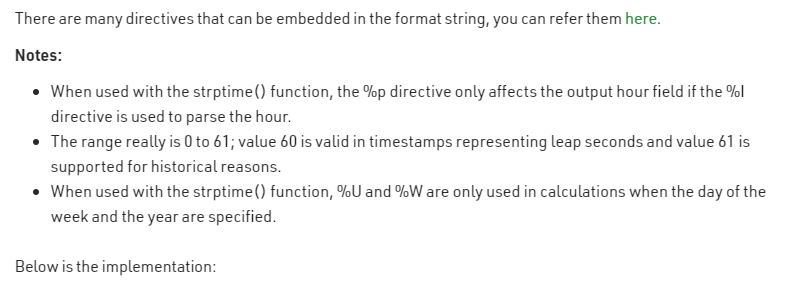 There are many directives that can be embedded in the format string, you can refer them here.
Notes:
• When used with the strptime() function, the %p directive only affects the output hour field if the %I
directive is used to parse the hour.
• The range really is 0 to 61; value 60 is valid in timestamps representing leap seconds and value 61 is
supported for historical reasons.
• When used with the strptime() function, %U and %W are only used in calculations when the day of the
week and the year are specified.
Below is the implementation: